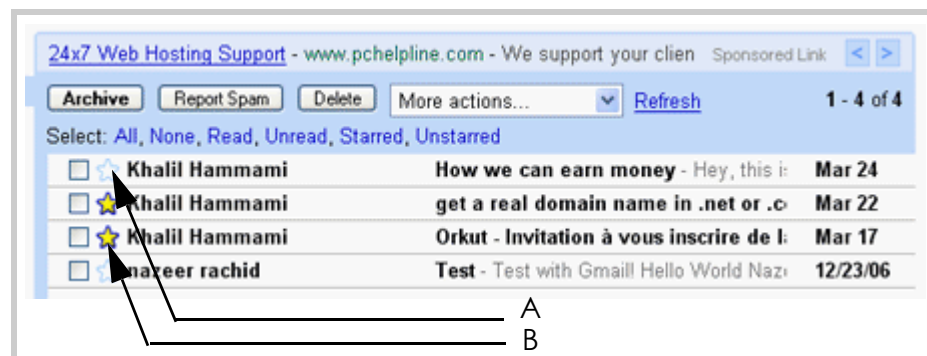 24x7 Web Hosting Support - www.pchelpline.com - We support your clien Sponsored Link < >
Archive Report Spam Delete More actions... Refresh 1 - 4 of 4
Select: All, None, Read, Unread, Starred, Unstarred
Khalil Hammami How we can earn money - Hey, this i: Mar 24
Khalil Hammami get a real domain name in .net or .c Mar 22
Khalil Hammami Orkut - Invitation à vous inscrire de l Mar 17
nazeer rachid Test - Test with Gmail! Hello World Naz 12/23/06
A
B